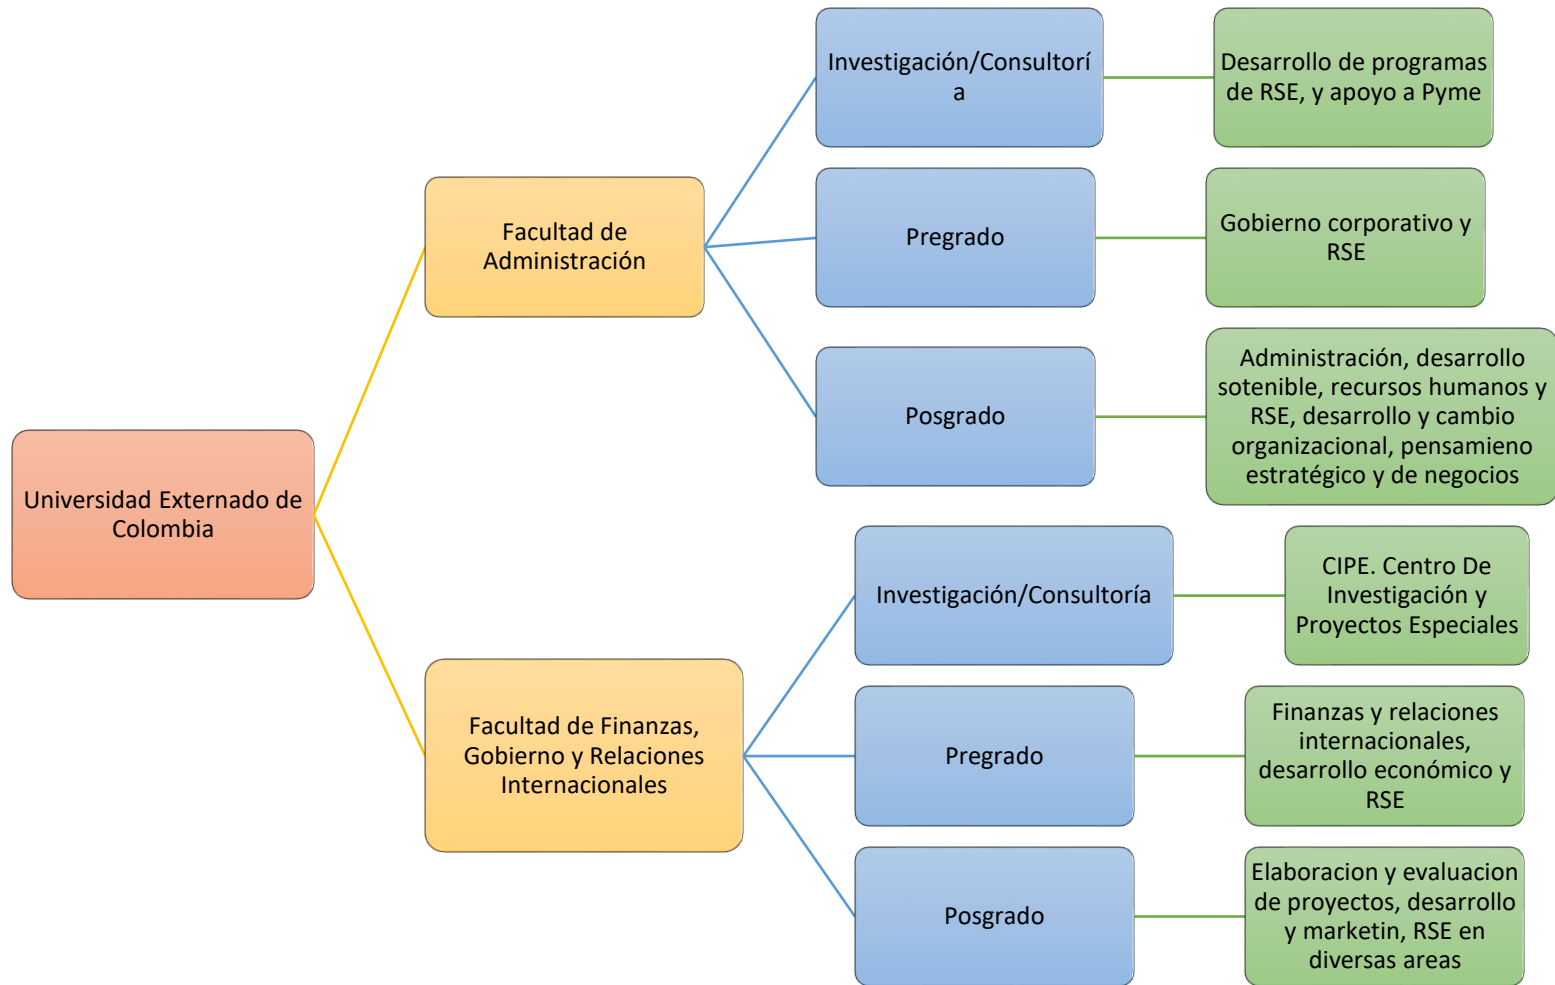 Universidad Externado de
Colombia
Facultad de
Administración
Investigación/Consultorí
a
Desarrollo de programas
de RSE, y apoyo a Pyme
Pregrado
Gobierno corporativo y
RSE
Posgrado
Administración, desarrollo
sotenible, recursos humanos y
RSE, desarrollo y cambio
organizacional, pensamieno
estratégico y de negocios
Facultad de Finanzas,
Gobierno y Relaciones
Internacionales
Investigación/Consultoría
CIPE. Centro De
Investigación y
Proyectos Especiales
Pregrado
Finanzas y relaciones
internacionales,
desarrollo económico y
RSE
Posgrado
Elaboracion y evaluacion
de proyectos, desarrollo
y marketin, RSE en
diversas areas